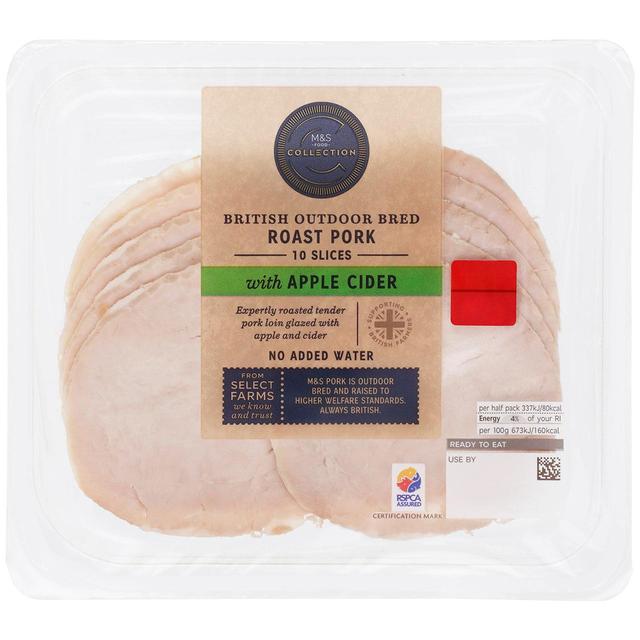 M&S
FOOD
COLLECTION
BRITISH OUTDOOR BRED
ROAST PORK
10 SLICES
with APPLE CIDER
Expertly roasted tender
pork loin glazed with
apple and cider
SUPPORTING
BRITISH FARMERS
NO ADDED WATER
FROM
SELECT
FARMS
we know
and trust
M&S PORK IS OUTDOOR
BRED AND RAISED TO
HIGHER WELFARE STANDARDS.
ALWAYS BRITISH.
per half pack 337kJ/80kcal
Energy 4% of your RI
per 100g 673kJ/160kcal
READY TO EAT
USE BY
RSPCA
ASSURED
CERTIFICATION MARK